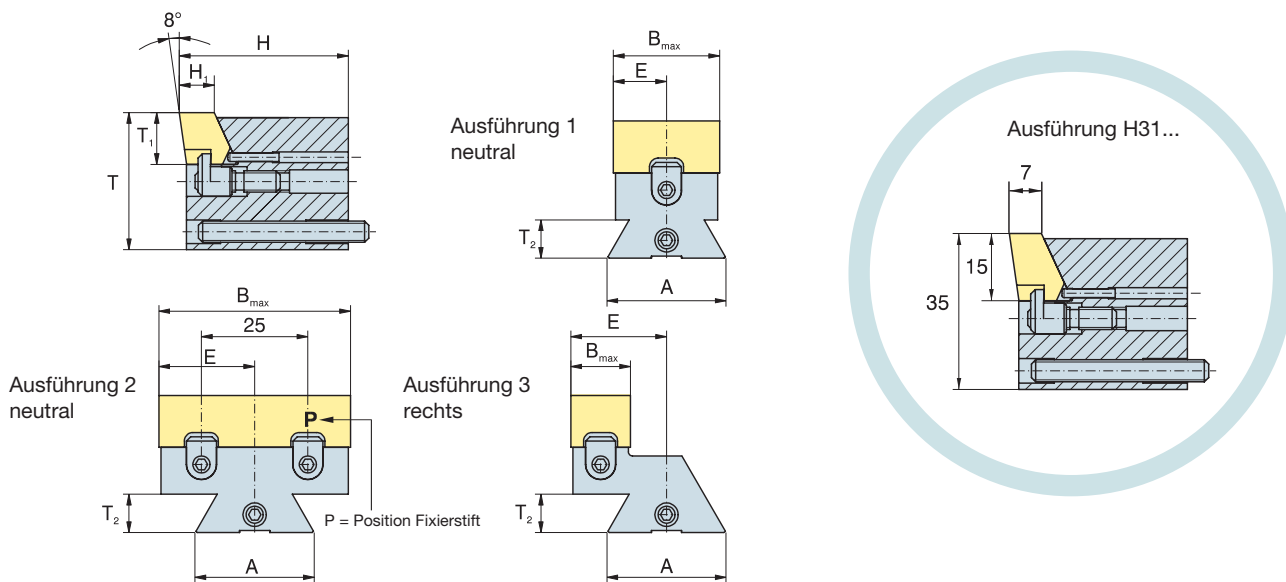 8°
H
H₁
T₁
T
Bmax
E
Ausführung 1
neutral
T₂
A
Ausführung H31...
7
15
35
Bmax
25
E
Ausführung 2
neutral
P
T₂
P = Position Fixierstift
A
E
Bmax
Ausführung 3
rechts
T₂
A